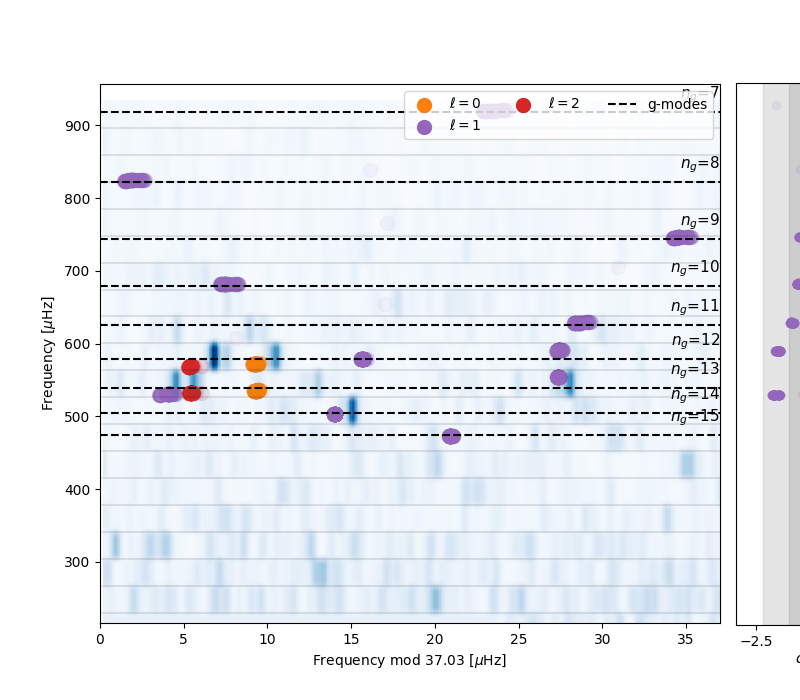 n_g=7
ℓ = 0 ℓ = 2 g-modes
ℓ = 1
n_g=8
n_g=9
n_g=10
n_g=11
n_g=12
n_g=13
n_g=14
n_g=15
900
800
700
600
500
400
300
Frequency [μHz]
0 5 10 15 20 25 30 35
−2.5
Frequency mod 37.03 [μHz]